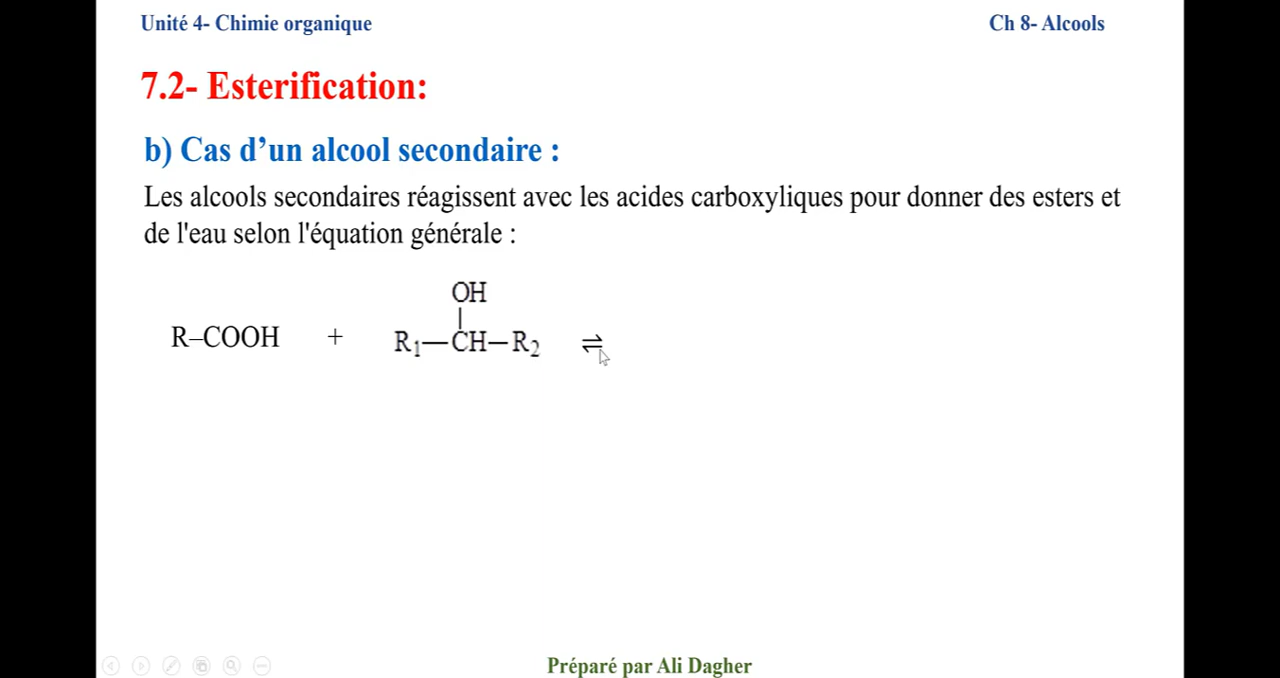 Unité 4- Chimie organique
Ch 8- Alcools
7.2- Esterification:
b) Cas d’un alcool secondaire :
Les alcools secondaires réagissent avec les acides carboxyliques pour donner des esters et
de l'eau selon l'équation générale :
OH
|
R–COOH + R₁—CH—R₂ ⇌
Préparé par Ali Dagher